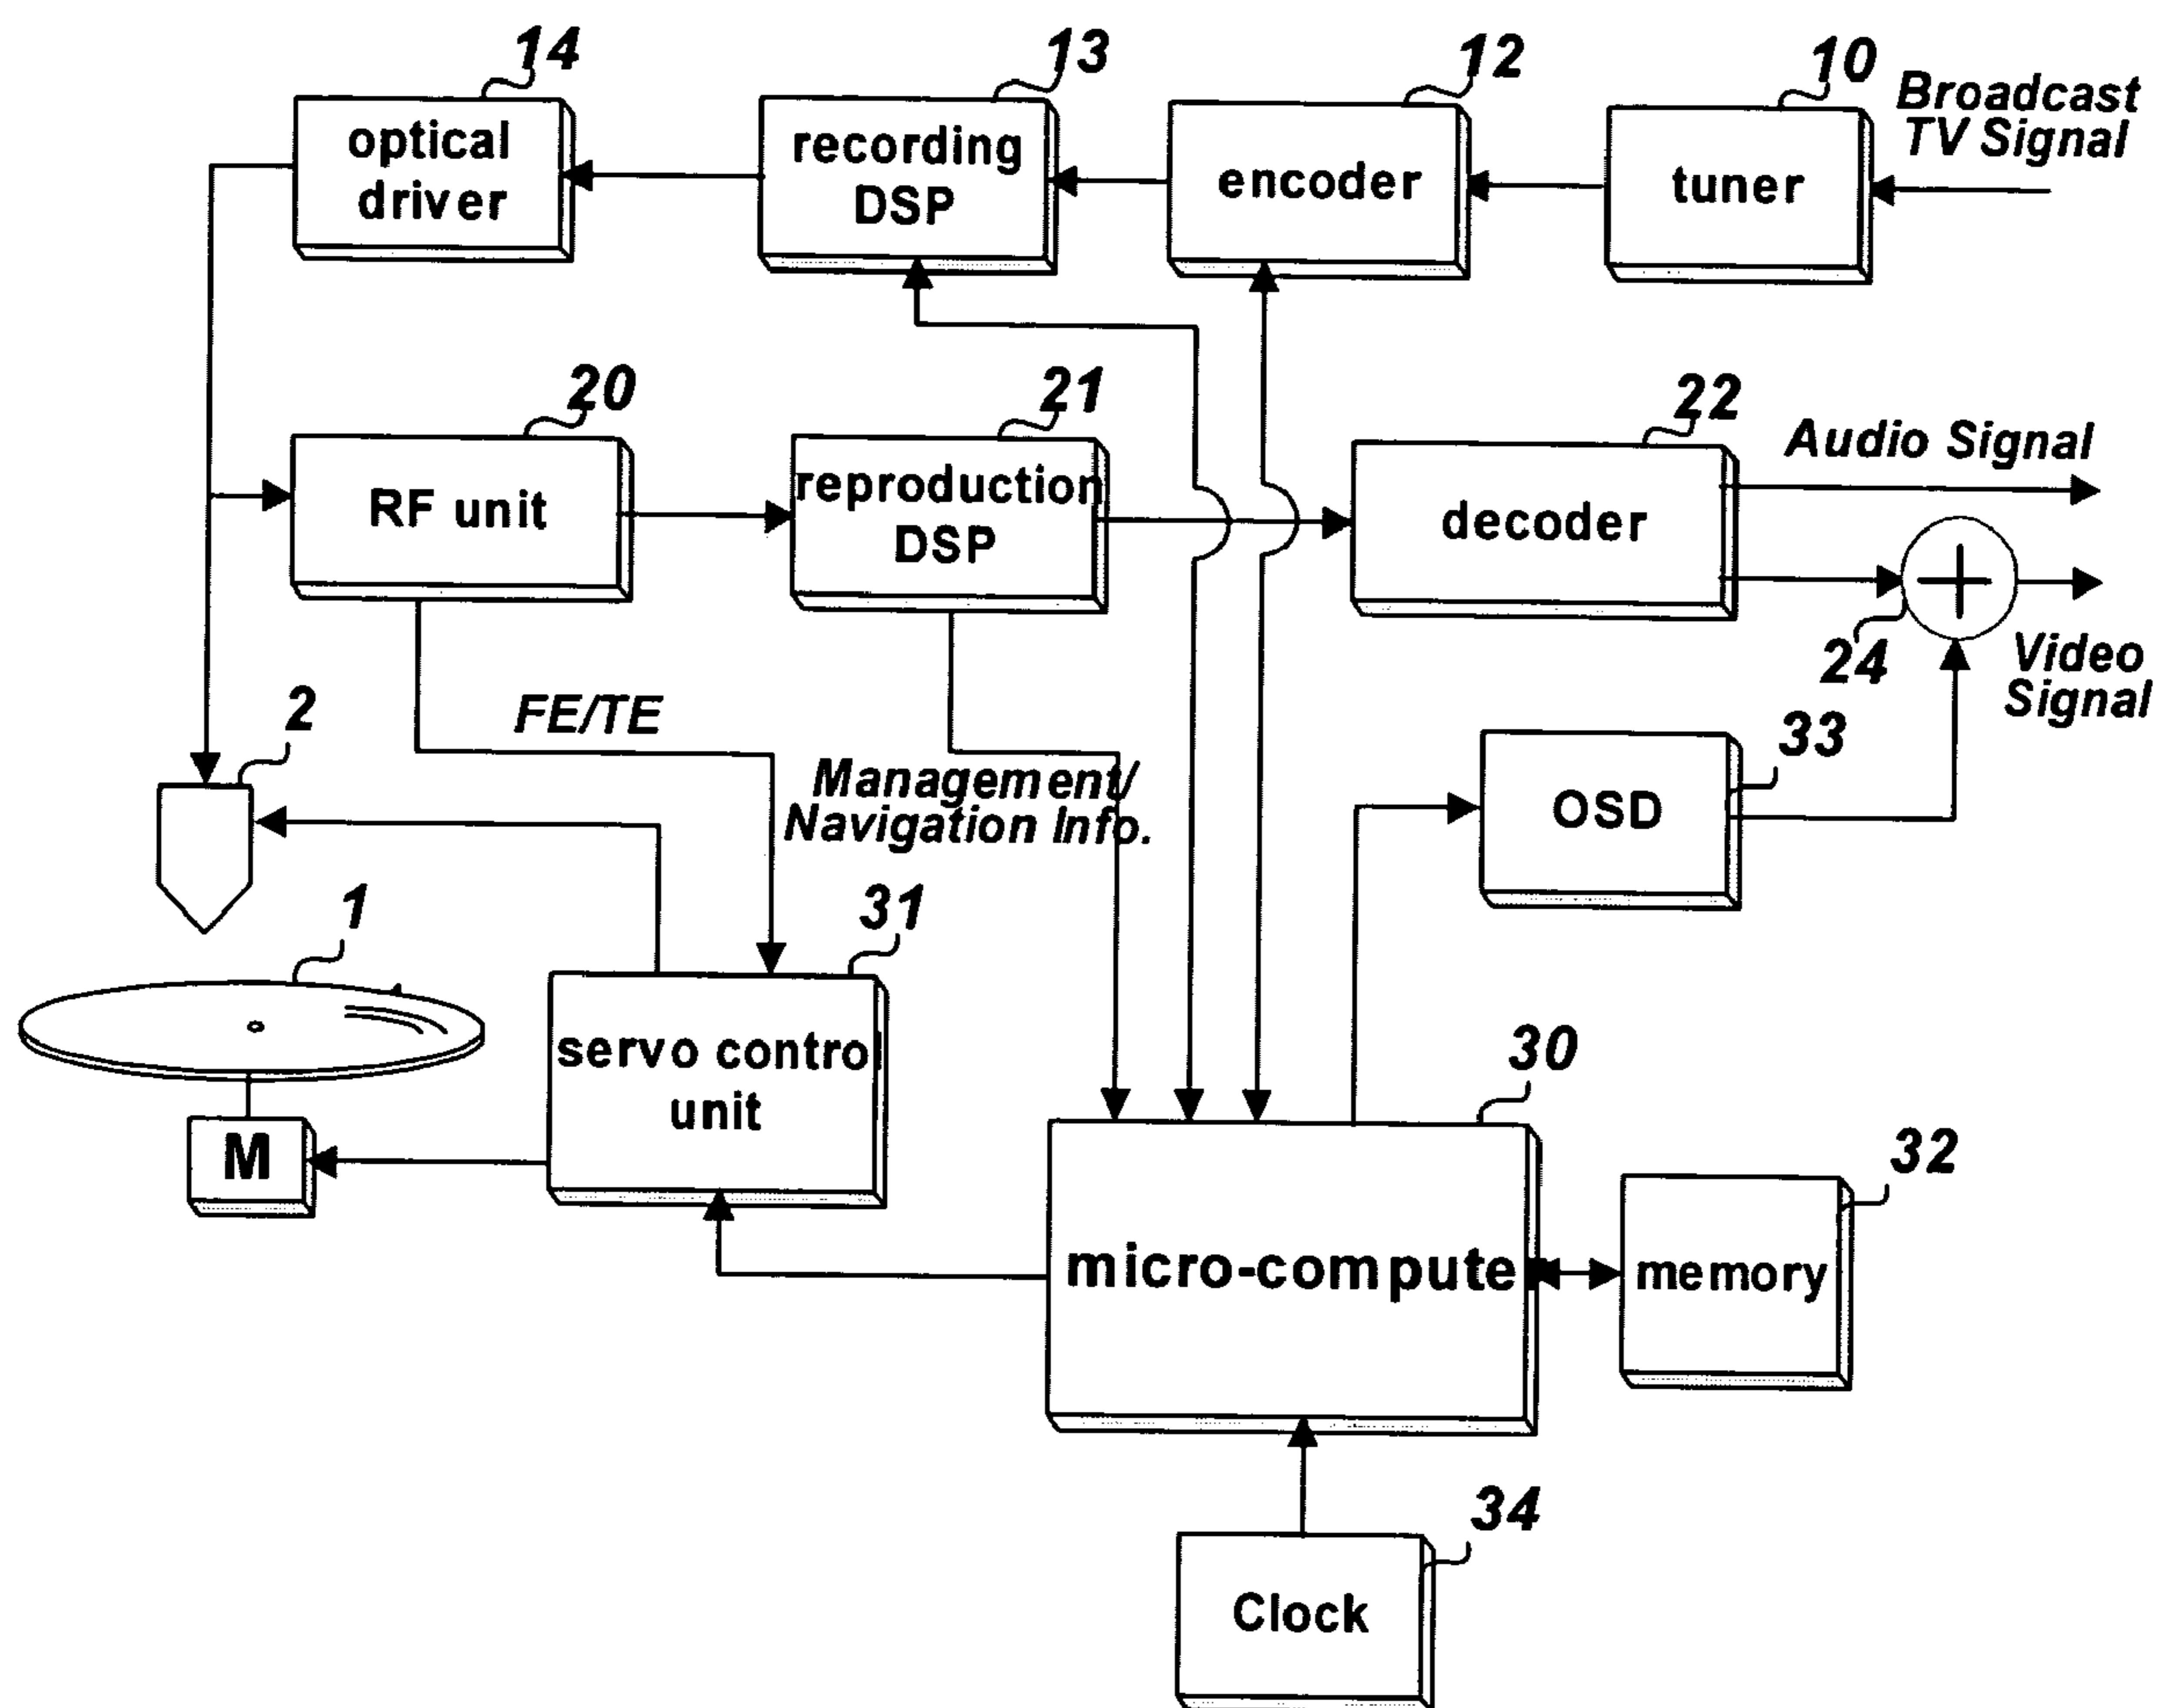 14
13
12
10
Broadcast
TV Signal
optical
driver
recording
DSP
encoder
tuner
20
21
22
Audio Signal
RF unit
reproduction
DSP
decoder
24
Video
Signal
2
FE/TE
33
Management/
Navigation Info.
OSD
1
31
servo control
unit
30
M
32
micro-compute
memory
34
Clock